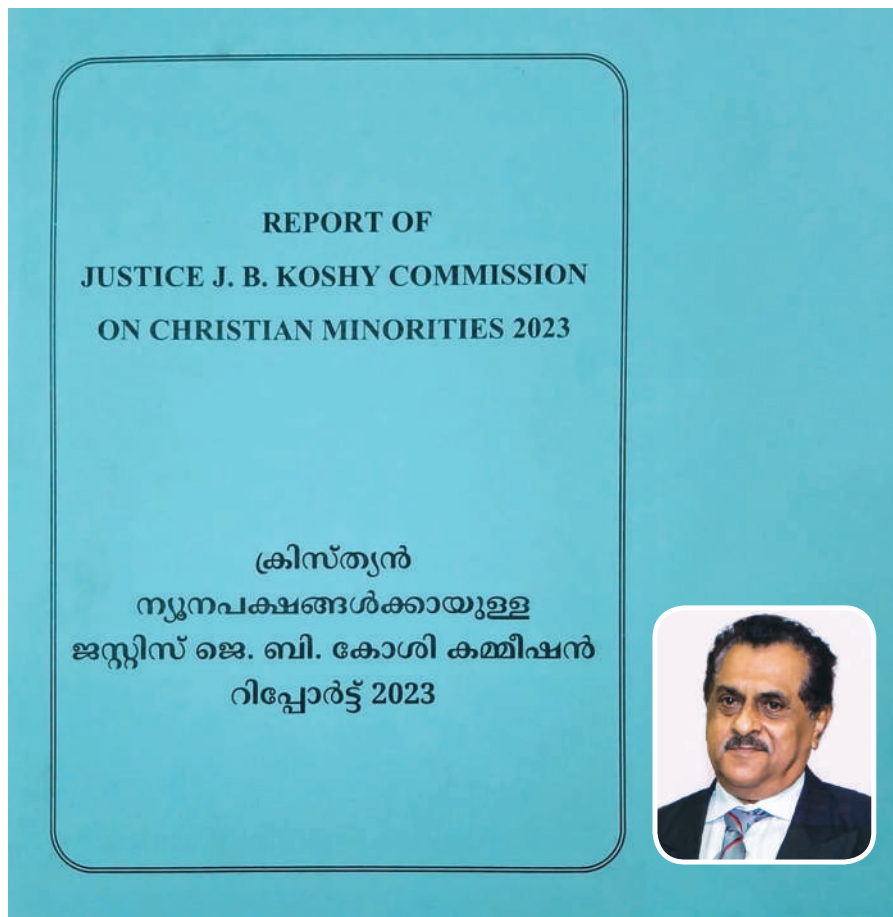 REPORT OF
JUSTICE J. B. KOSHY COMMISSION
ON CHRISTIAN MINORITIES 2023
ക്രിസ്ത്യൻ
ന്യൂനപക്ഷങ്ങൾക്കായുള്ള
ജസ്റ്റിസ് ജെ. ബി. കോശി കമ്മീഷൻ
റിപ്പോർട്ട് 2023